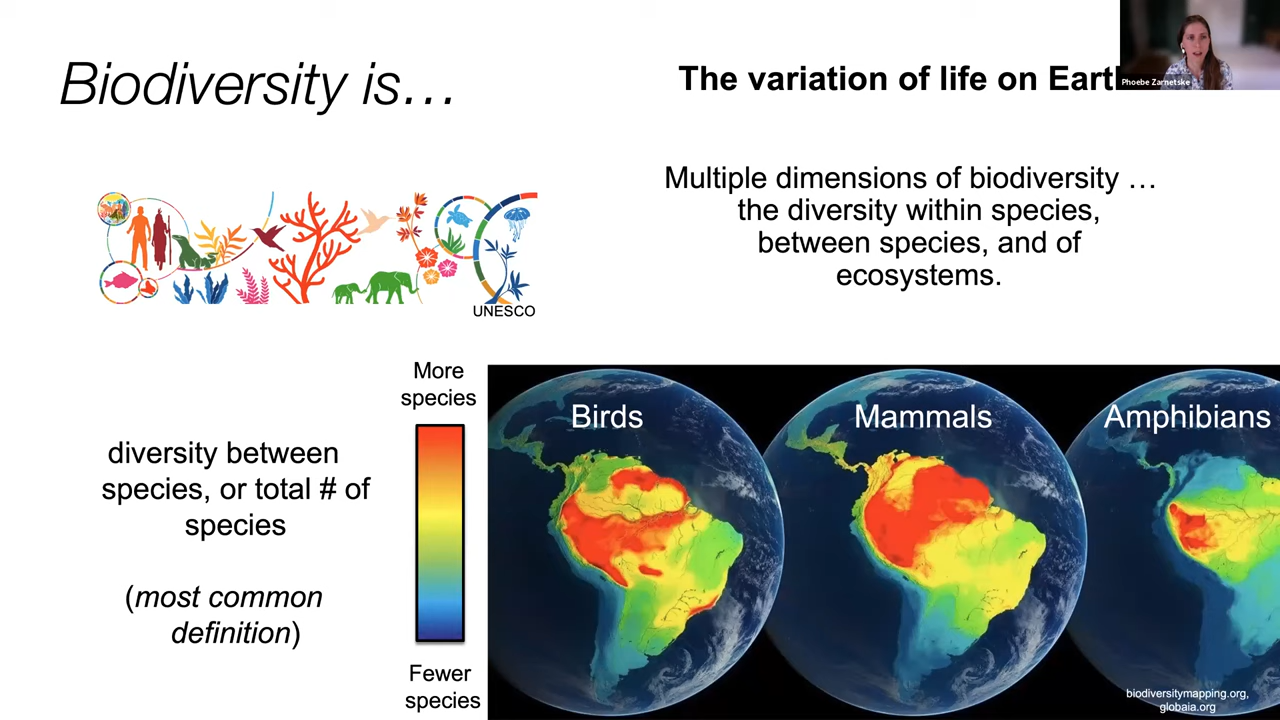 Biodiversity is…
The variation of life on Eart
Phoebe Zarnetske
Multiple dimensions of biodiversity …
the diversity within species,
between species, and of
ecosystems.
UNESCO
diversity between
species, or total # of
species
(most common
definition)
More
species
Fewer
species
Birds
Mammals
Amphibians
biodiversitymapping.org,
globaia.org